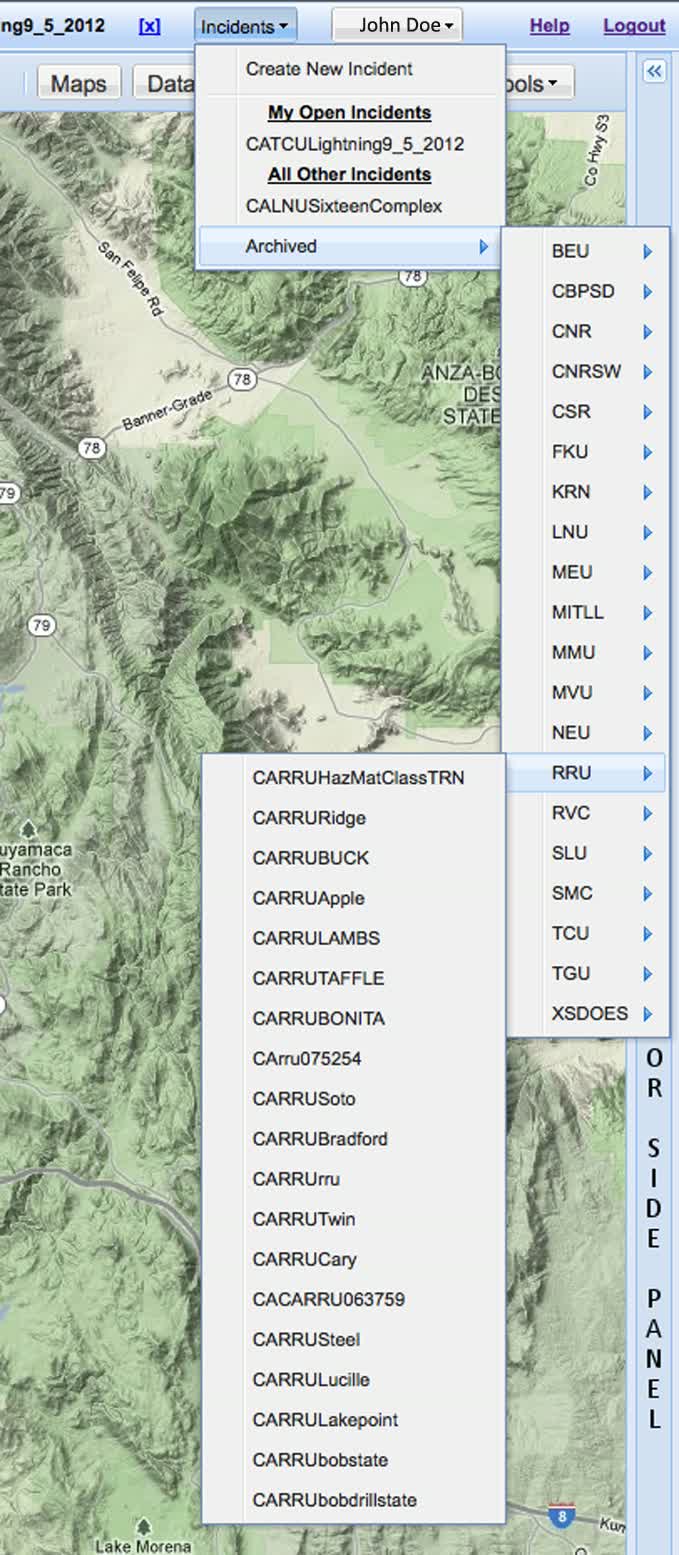 ng9_5_2012 [x] Incidents John Doe Help Logout
Maps Data ools
Create New Incident
My Open Incidents
CATCULightning9_5_2012
All Other Incidents
CALNUSixteenComplex
Archived
BEU
CBPSD
CNR
CNRSW
CSR
FKU
KRN
LNU
MEU
MITLL
MMU
MVU
NEU
RRU
RVC
SLU
SMC
TCU
TGU
XSDOES
CARRUHazMatClassTRN
CARRURidge
CARRUBUCK
CARRUApple
CARRULAMBS
CARRUTAFFLE
CARRUBONITA
CArru075254
CARRUSoto
CARRUBradford
CARRUrru
CARRUTwin
CARRUCary
CACARRU063759
CARRUSteel
CARRULucille
CARRULakepoint
CARRUbobstate
CARRUbobdrillstate
Co Hwy S3
San Felipe Rd
78
78
Banner-Grade
78
ANZA-BO
DES
STATE
79
79
uyamaca
Rancho
tate Park
Lake Morena
8
Kum
OR SIDE PANEL